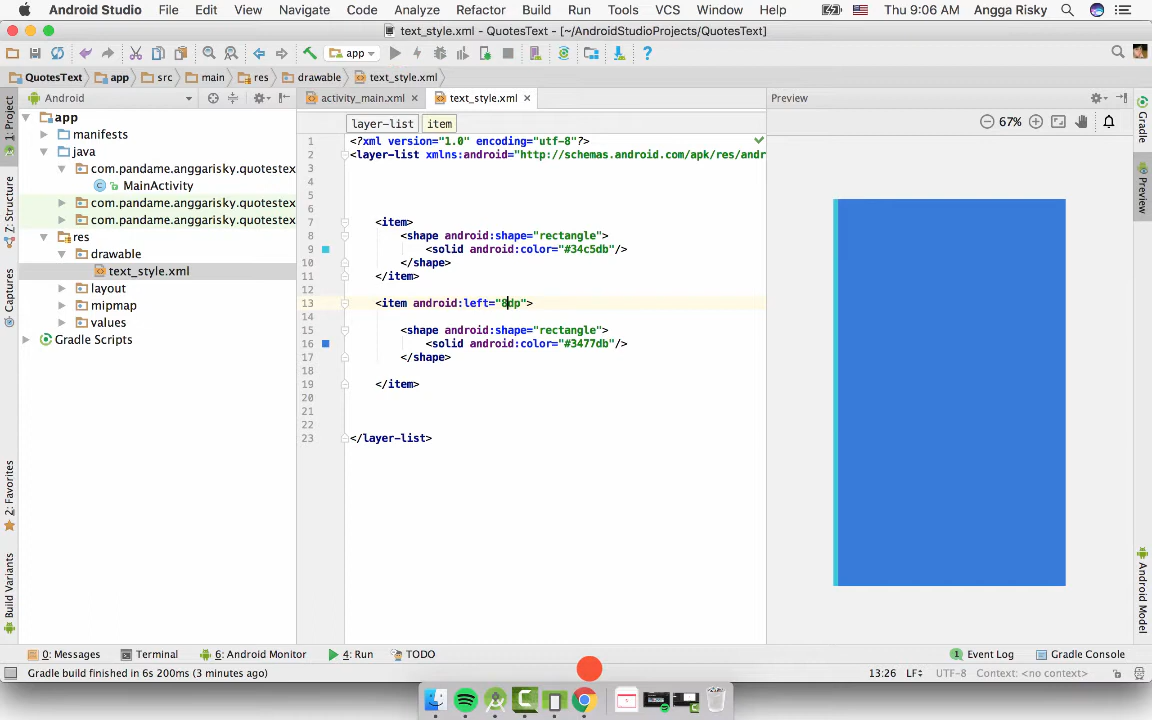 Android Studio File Edit View Navigate Code Analyze Refactor Build Run Tools VCS Window Help Thu 9:06 AM Angga Risky
text_style.xml - QuotesText - [~/AndroidStudioProjects/QuotesText]
app
QuotesText app src main res drawable text_style.xml
Android
activity_main.xml text_style.xml
Preview
1: Project
Z: Structure
Captures
2: Favorites
Build Variants
app
manifests
java
com.pandame.anggarisky.quotestex
MainActivity
com.pandame.anggarisky.quotestex
com.pandame.anggarisky.quotestex
res
drawable
text_style.xml
layout
mipmap
values
Gradle Scripts
layer-list item
1 <?xml version="1.0" encoding="utf-8"?>
2 <layer-list xmlns:android="http://schemas.android.com/apk/res/andr
3
4
5
6
7 <item>
8 <shape android:shape="rectangle">
9 <solid android:color="#34c5db"/>
10 </shape>
11 </item>
12
13 <item android:left="8dp">
14
15 <shape android:shape="rectangle">
16 <solid android:color="#3477db"/>
17 </shape>
18
19 </item>
20
21
22
23 </layer-list>
67%
Gradle
Preview
Android Model
0: Messages Terminal 6: Android Monitor 4: Run TODO 1 Event Log Gradle Console
Gradle build finished in 6s 200ms (3 minutes ago) 13:26 LF UTF-8 Context: <no context>